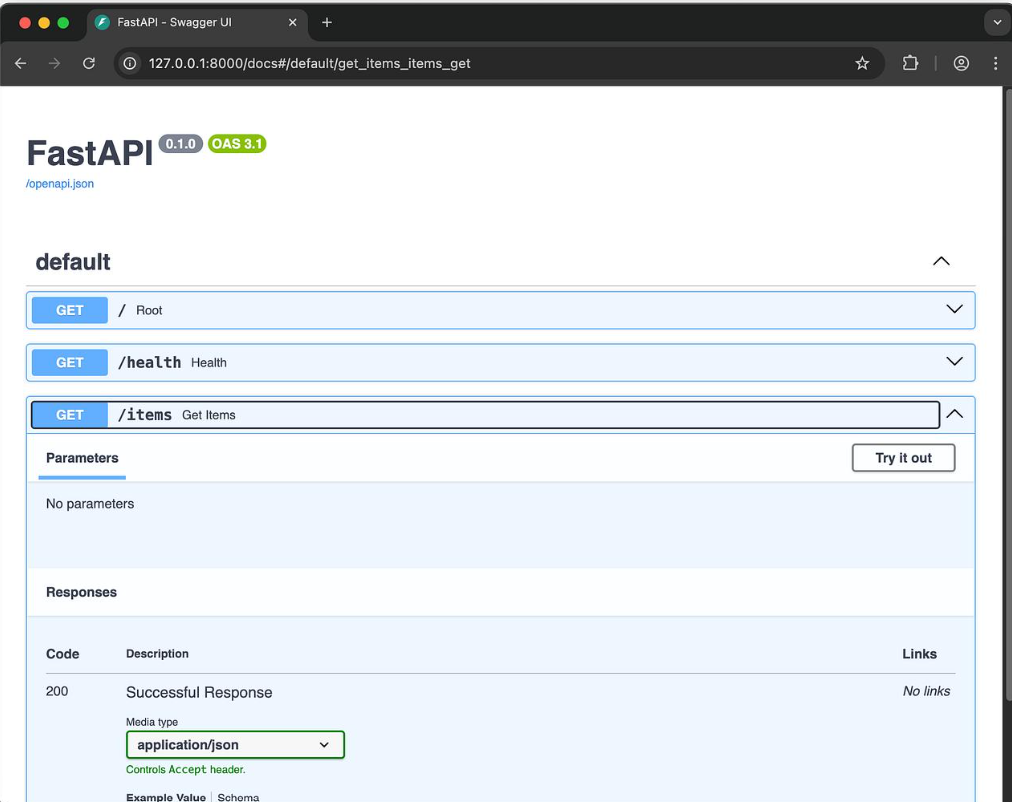 FastAPI - Swagger UI
127.0.0.1:8000/docs#/default/get_items_items_get
FastAPI 0.1.0 OAS 3.1
/openapi.json
default
GET / Root
GET /health Health
GET /items Get Items
Parameters
Try it out
No parameters
Responses
Code Description Links
200 Successful Response No links
Media type
application/json
Controls Accept header.
Example Value Schema